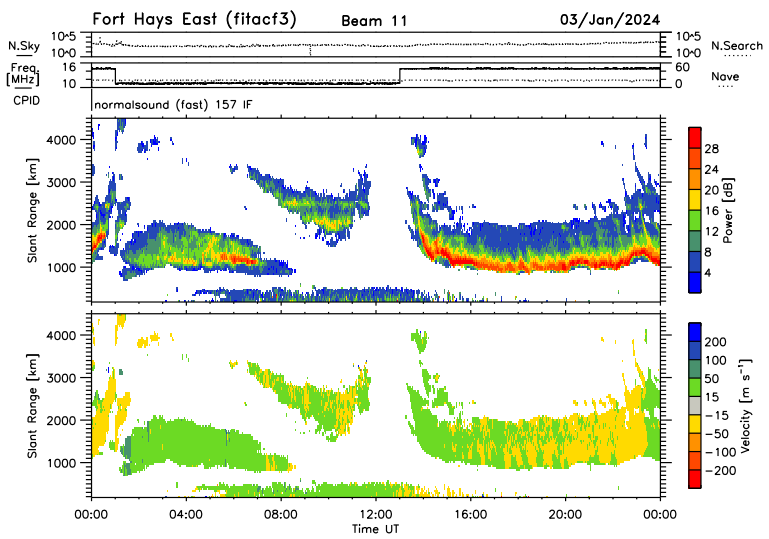 Fort Hays East (fitacf3) Beam 11 03/Jan/2024
N.Sky 10^5 10^0 10^5 10^0 N.Search
Freq. [MHz] 16 10 60 0 Nave
CPID normalsound (fast) 157 IF
Slant Range [km] 4000 3000 2000 1000
28 24 20 16 12 8 4 Power [dB]
Slant Range [km] 4000 3000 2000 1000
200 100 50 15 −15 −50 −100 −200 Velocity [m s⁻¹]
00:00 04:00 08:00 12:00 16:00 20:00 00:00
Time UT